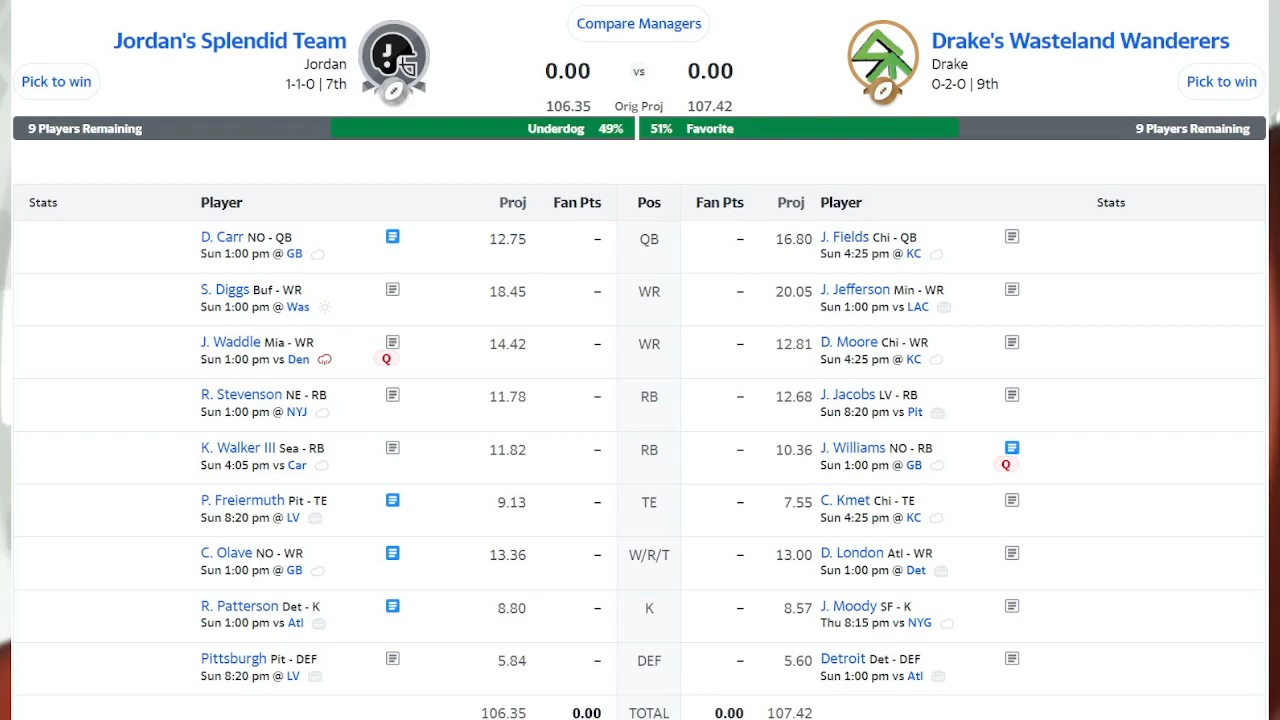 Compare Managers
Jordan's Splendid Team
Jordan
1-1-0 | 7th
Pick to win
J
0.00 vs 0.00
106.35 Orig Proj 107.42
Drake's Wasteland Wanderers
Drake
0-2-0 | 9th
Pick to win
9 Players Remaining Underdog 49% 51% Favorite 9 Players Remaining
Stats Player Proj Fan Pts Pos Fan Pts Proj Player Stats
D. Carr NO - QB 12.75 – QB – 16.80 J. Fields Chi - QB
Sun 1:00 pm @ GB Sun 4:25 pm @ KC
S. Diggs Buf - WR 18.45 – WR – 20.05 J. Jefferson Min - WR
Sun 1:00 pm @ Was Sun 1:00 pm vs LAC
J. Waddle Mia - WR 14.42 – WR – 12.81 D. Moore Chi - WR
Sun 1:00 pm vs Den Q Sun 4:25 pm @ KC
R. Stevenson NE - RB 11.78 – RB – 12.68 J. Jacobs LV - RB
Sun 1:00 pm @ NYJ Sun 8:20 pm vs Pit
K. Walker III Sea - RB 11.82 – RB – 10.36 J. Williams NO - RB
Sun 4:05 pm vs Car Sun 1:00 pm @ GB Q
P. Freiermuth Pit - TE 9.13 – TE – 7.55 C. Kmet Chi - TE
Sun 8:20 pm @ LV Sun 4:25 pm @ KC
C. Olave NO - WR 13.36 – W/R/T – 13.00 D. London Atl - WR
Sun 1:00 pm @ GB Sun 1:00 pm @ Det
R. Patterson Det - K 8.80 – K – 8.57 J. Moody SF - K
Sun 1:00 pm vs Atl Thu 8:15 pm vs NYG
Pittsburgh Pit - DEF 5.84 – DEF – 5.60 Detroit Det - DEF
Sun 8:20 pm @ LV Sun 1:00 pm vs Atl
106.35 0.00 TOTAL 0.00 107.42